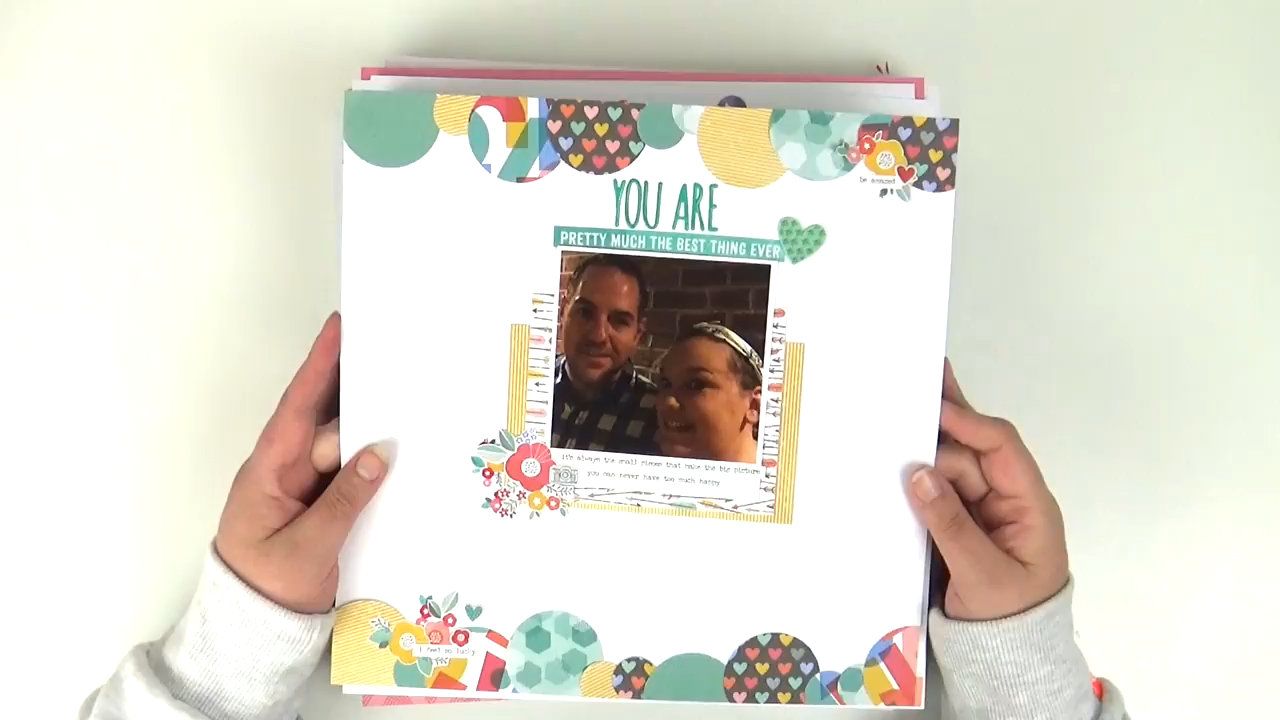 be amazed
YOU ARE
PRETTY MUCH THE BEST THING EVER
it's always the small pieces that make the big picture
you can never have too much happy
I feel so lucky